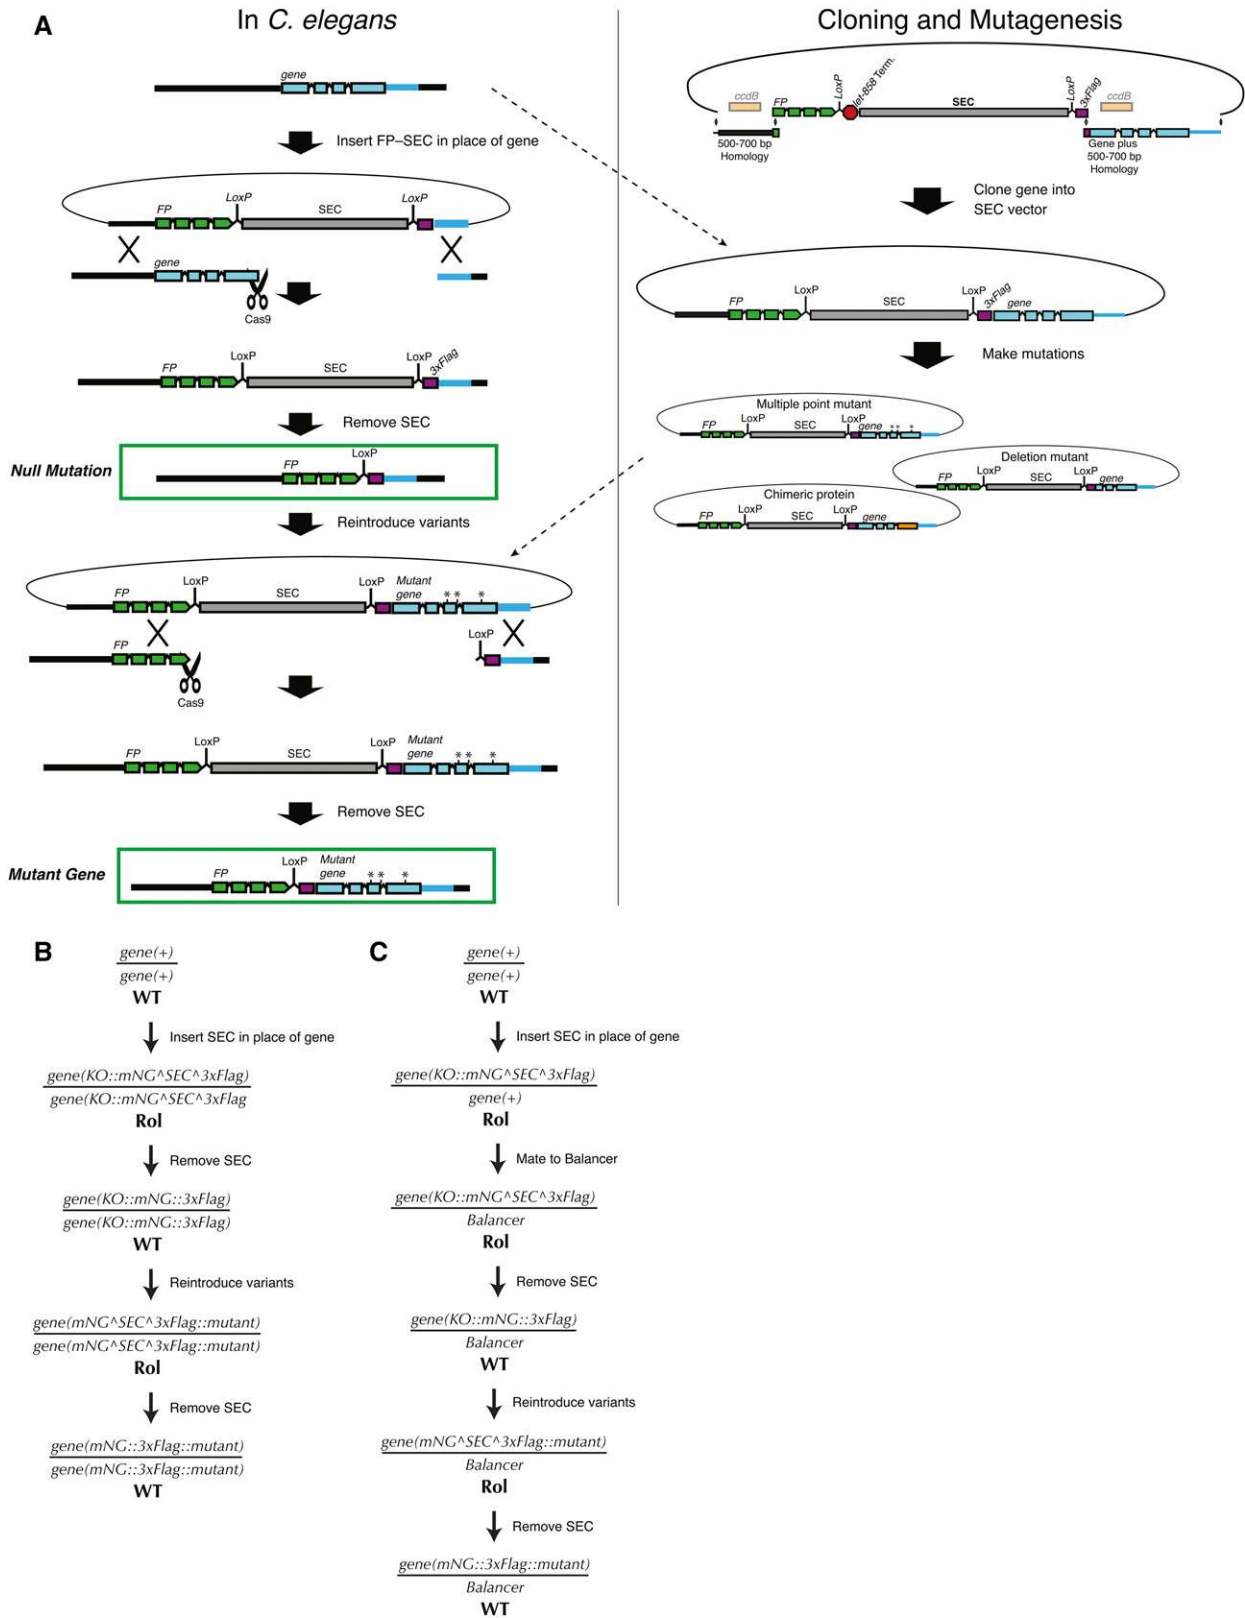 A
In C. elegans
gene
Insert FP–SEC in place of gene
FP
LoxP
SEC
LoxP
gene
Cas9
FP
LoxP
SEC
LoxP
3xFlag
Remove SEC
Null Mutation
FP
LoxP
Reintroduce variants
FP
LoxP
SEC
LoxP
Mutant
gene
* * *
FP
LoxP
Cas9
FP
LoxP
SEC
LoxP
Mutant
gene
* * *
Remove SEC
Mutant Gene
FP
LoxP
Mutant
gene
* * *
Cloning and Mutagenesis
ccdB
FP
LoxP
let-858 Term.
SEC
LoxP
3xFlag
ccdB
500-700 bp
Homology
Gene plus
500-700 bp
Homology
Clone gene into
SEC vector
FP
LoxP
SEC
LoxP
3xFlag
gene
Make mutations
Multiple point mutant
FP
LoxP
SEC
LoxP
gene
** *
Deletion mutant
FP
LoxP
SEC
LoxP
gene
Chimeric protein
FP
LoxP
SEC
LoxP
gene
B
gene(+)
gene(+)
WT
Insert SEC in place of gene
gene(KO::mNG^SEC^3xFlag)
gene(KO::mNG^SEC^3xFlag
Rol
Remove SEC
gene(KO::mNG::3xFlag)
gene(KO::mNG::3xFlag)
WT
Reintroduce variants
gene(mNG^SEC^3xFlag::mutant)
gene(mNG^SEC^3xFlag::mutant)
Rol
Remove SEC
gene(mNG::3xFlag::mutant)
gene(mNG::3xFlag::mutant)
WT
C
gene(+)
gene(+)
WT
Insert SEC in place of gene
gene(KO::mNG^SEC^3xFlag)
gene(+)
Rol
Mate to Balancer
gene(KO::mNG^SEC^3xFlag)
Balancer
Rol
Remove SEC
gene(KO::mNG::3xFlag)
Balancer
WT
Reintroduce variants
gene(mNG^SEC^3xFlag::mutant)
Balancer
Rol
Remove SEC
gene(mNG::3xFlag::mutant)
Balancer
WT